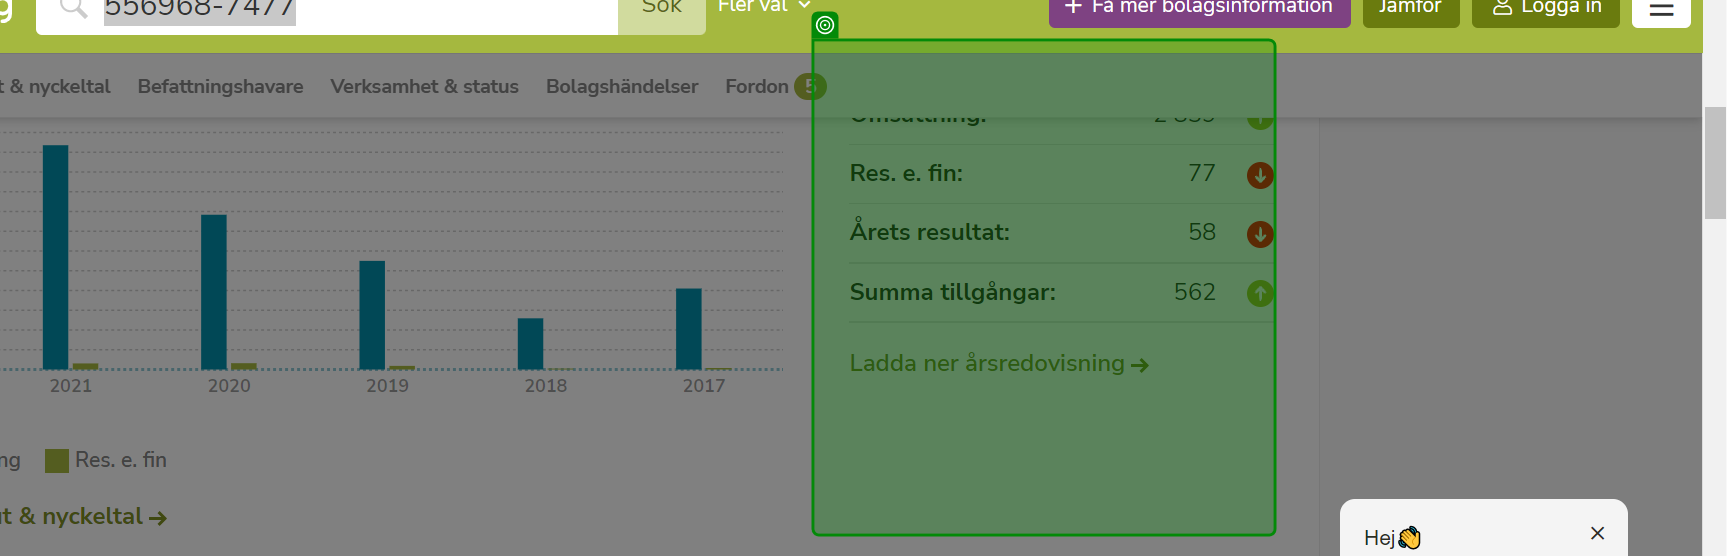 556968-7477
Sök
Fler val
+ Få mer bolagsinformation
Jämför
Logga in
t & nyckeltal
Befattningshavare
Verksamhet & status
Bolagshändelser
Fordon 5
Omsättning:
Res. e. fin: 77
Årets resultat: 58
Summa tillgångar: 562
Ladda ner årsredovisning →
2021 2020 2019 2018 2017
ng Res. e. fin
ut & nyckeltal →
Hej👋 ×